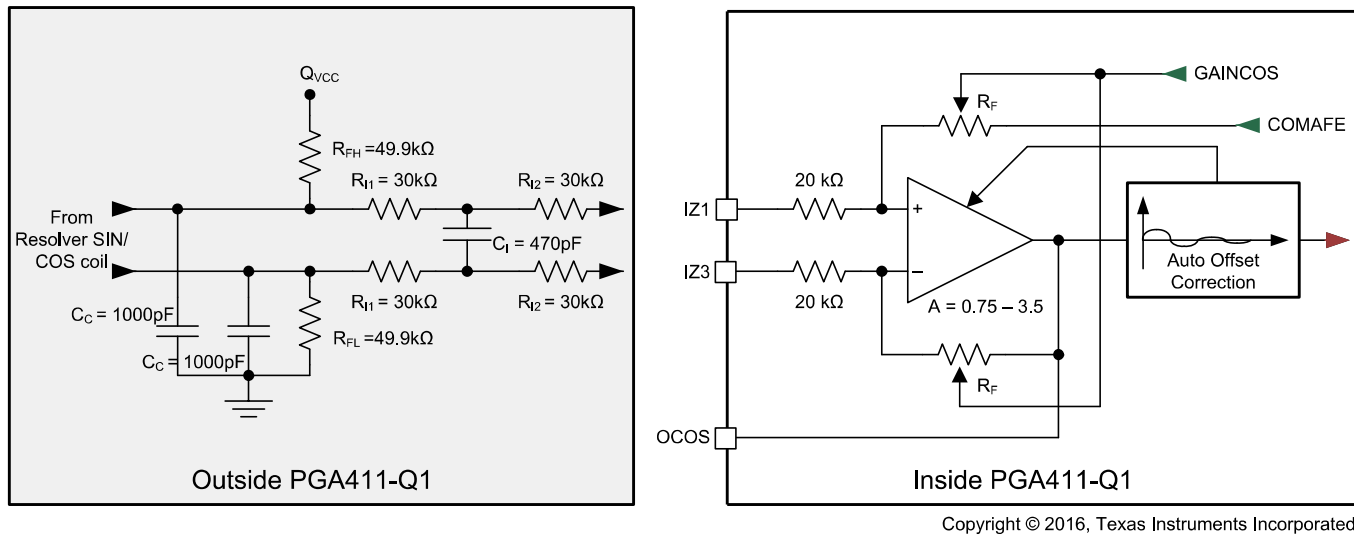 QVCC
RFH =49.9kΩ
RI1 = 30kΩ
RI2 = 30kΩ
From
Resolver SIN/
COS coil
CI = 470pF
RI1 = 30kΩ
RI2 = 30kΩ
CC = 1000pF
RFL =49.9kΩ
CC = 1000pF
Outside PGA411-Q1
GAINCOS
RF
COMAFE
20 kΩ
IZ1
+
IZ3
−
20 kΩ
A = 0.75 – 3.5
Auto Offset
Correction
RF
OCOS
Inside PGA411-Q1
Copyright © 2016, Texas Instruments Incorporated